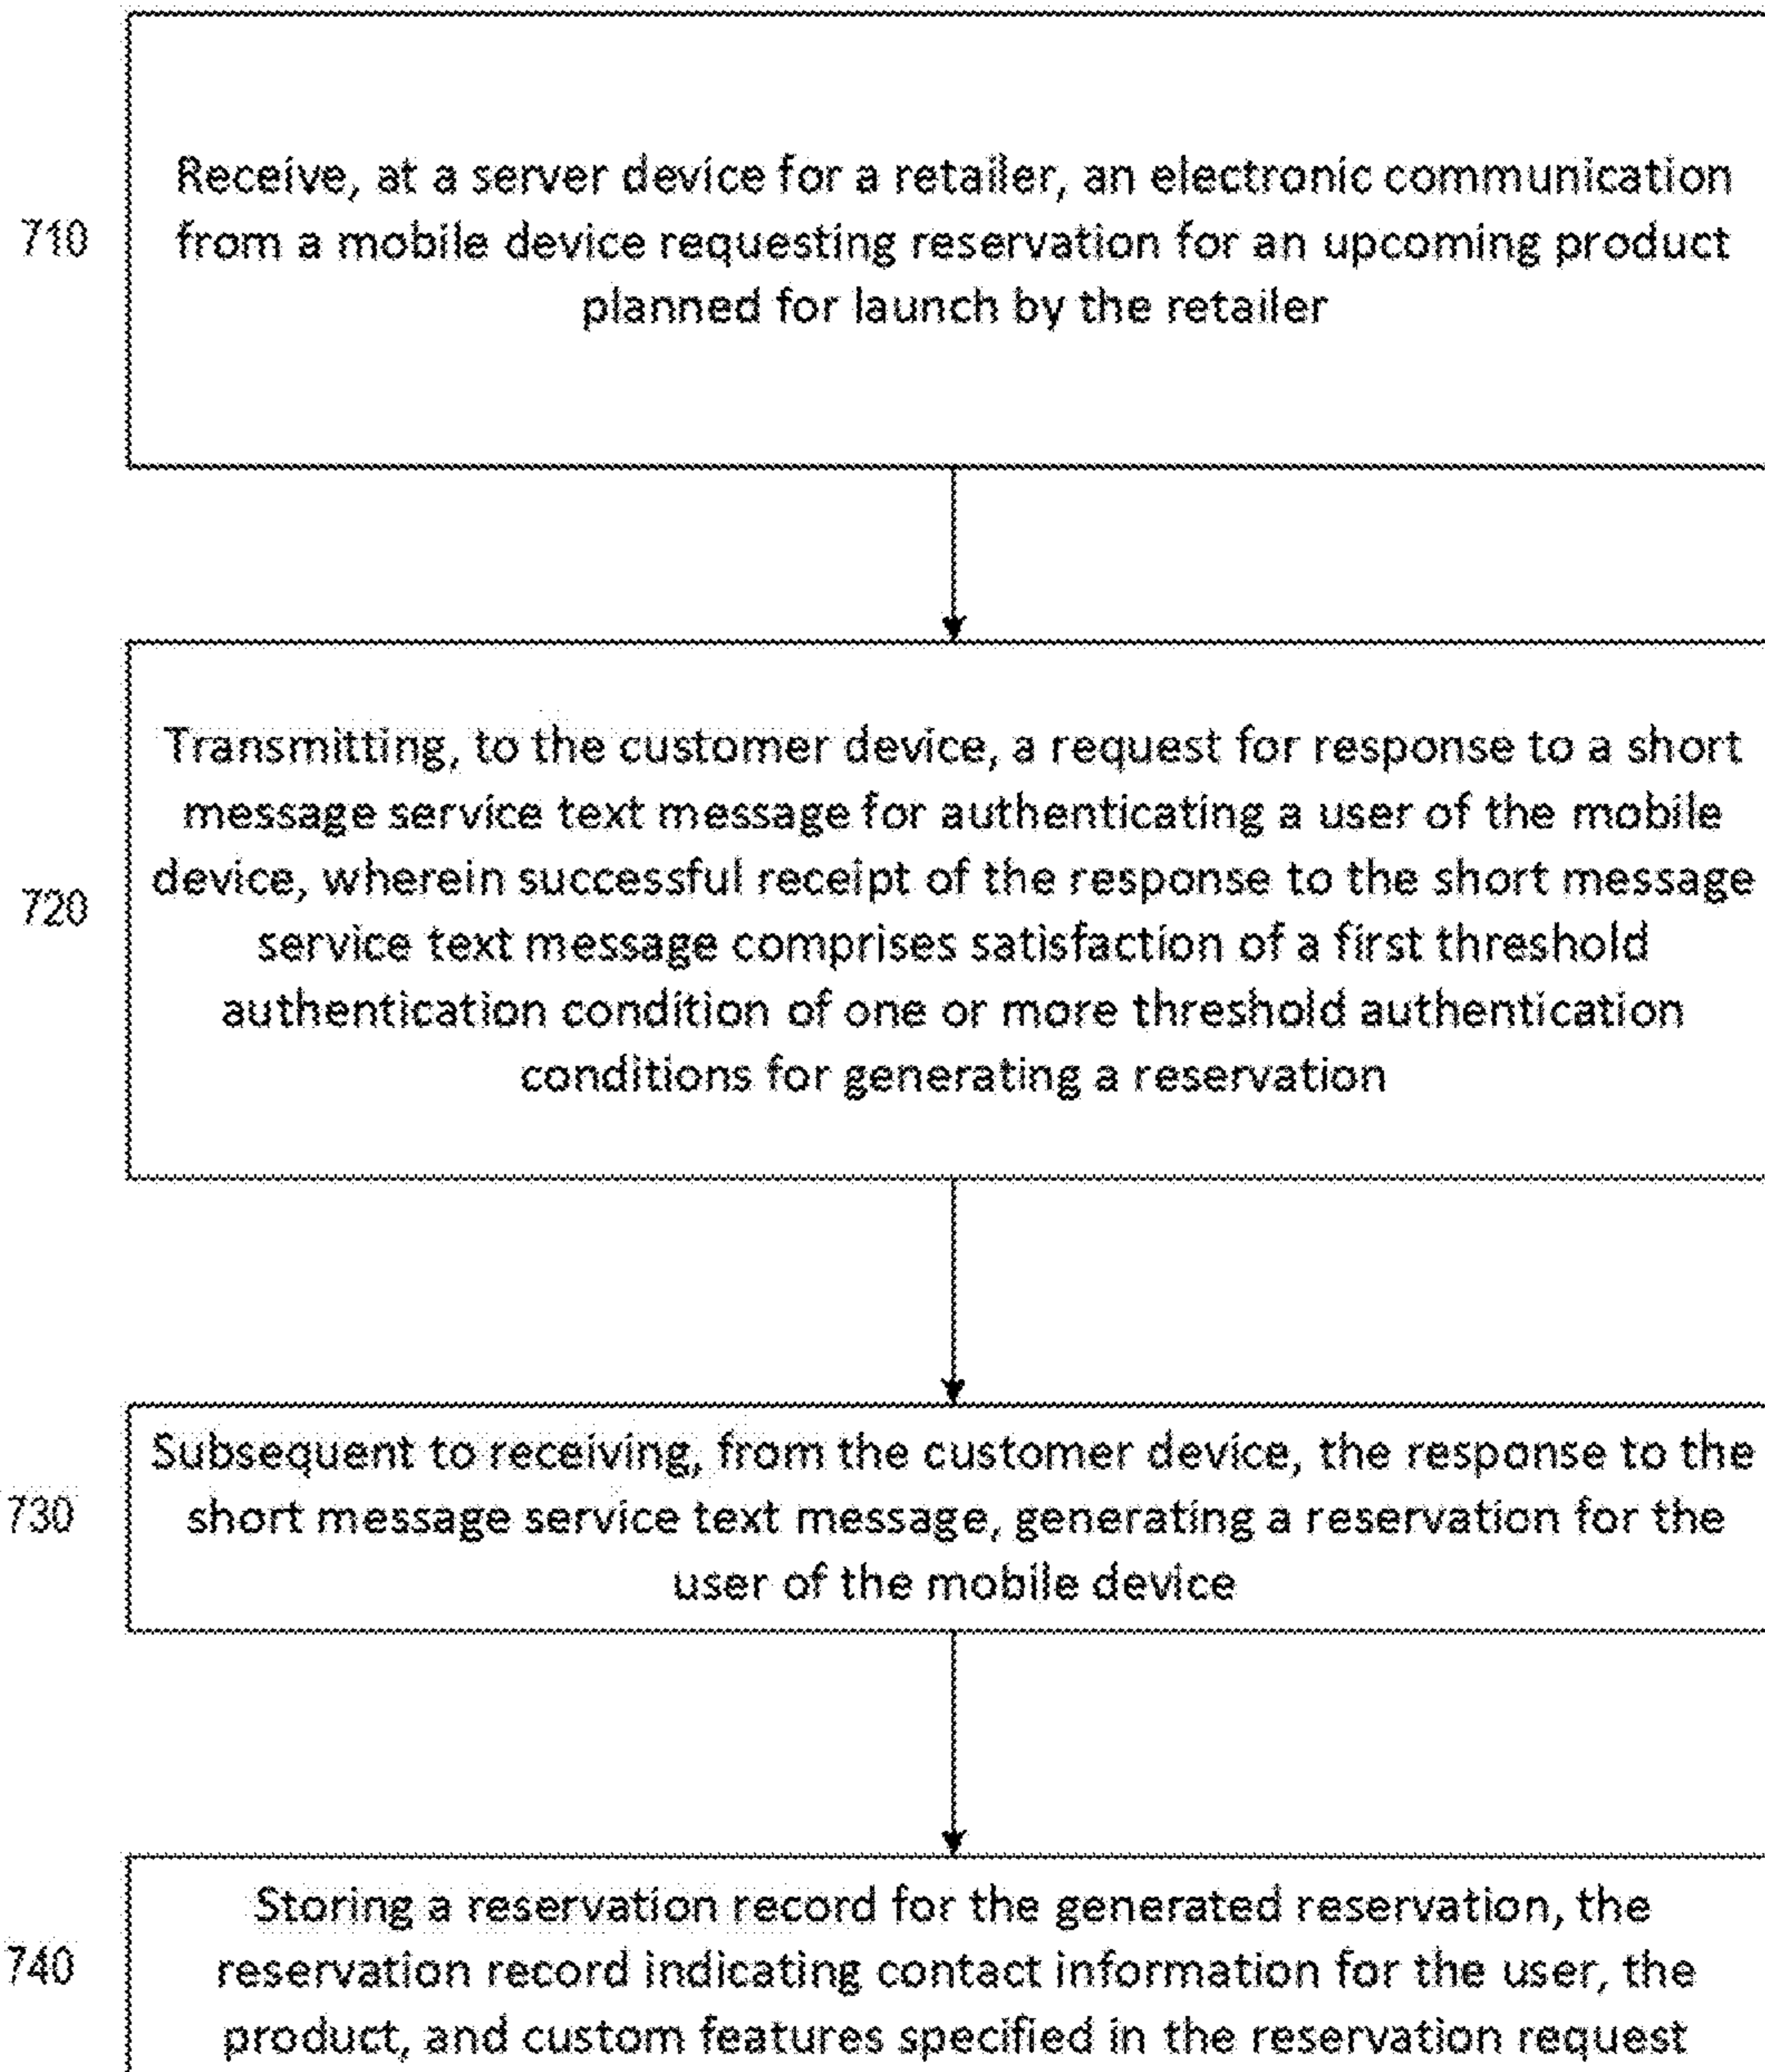 Receive, at a server device for a retailer, an electronic communication
710
from a mobile device requesting reservation for an upcoming product
planned for launch by the retailer
Transmitting, to the customer device, a request for response to a short
message service text message for authenticating a user of the mobile
device, wherein successful receipt of the response to the short message
720
service text message comprises satisfaction of a first threshold
authentication condition of one or more threshold authentication
conditions for generating a reservation
Subsequent to receiving, from the customer device, the response to the
730
short message service text message, generating a reservation for the
user of the mobile device
Storing a reservation record for the generated reservation, the
740
reservation record indicating contact information for the user, the
product, and custom features specified in the reservation request